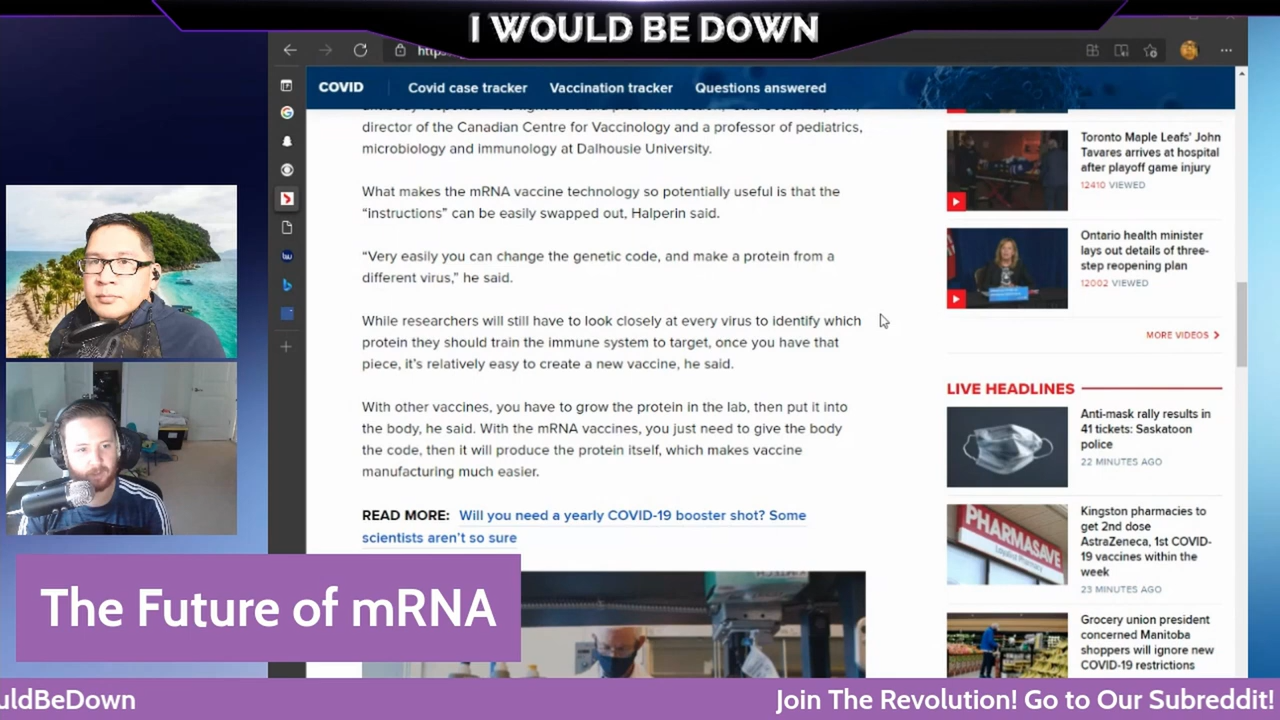 I WOULD BE DOWN
COVID
Covid case tracker
Vaccination tracker
Questions answered
director of the Canadian Centre for Vaccinology and a professor of pediatrics,
microbiology and immunology at Dalhousie University.
What makes the mRNA vaccine technology so potentially useful is that the
“instructions” can be easily swapped out, Halperin said.
“Very easily you can change the genetic code, and make a protein from a
different virus,” he said.
While researchers will still have to look closely at every virus to identify which
protein they should train the immune system to target, once you have that
piece, it’s relatively easy to create a new vaccine, he said.
With other vaccines, you have to grow the protein in the lab, then put it into
the body, he said. With the mRNA vaccines, you just need to give the body
the code, then it will produce the protein itself, which makes vaccine
manufacturing much easier.
READ MORE: Will you need a yearly COVID-19 booster shot? Some
scientists aren’t so sure
Toronto Maple Leafs’ John
Tavares arrives at hospital
after playoff game injury
12410 VIEWED
Ontario health minister
lays out details of three-
step reopening plan
12002 VIEWED
MORE VIDEOS
LIVE HEADLINES
Anti-mask rally results in
41 tickets: Saskatoon
police
22 MINUTES AGO
PHARMASAVE
Kingston pharmacies to
get 2nd dose
AstraZeneca, 1st COVID-
19 vaccines within the
week
23 MINUTES AGO
Grocery union president
concerned Manitoba
shoppers will ignore new
COVID-19 restrictions
The Future of mRNA
uldBeDown
Join The Revolution! Go to Our Subreddit!